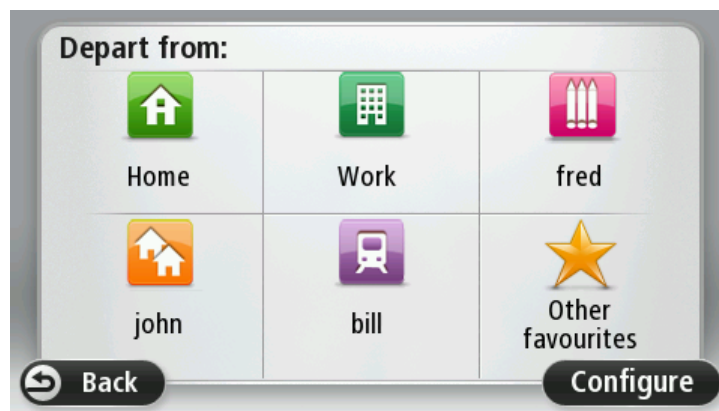 Depart from:
Home
Work
fred
john
bill
Other
favourites
Back
Configure